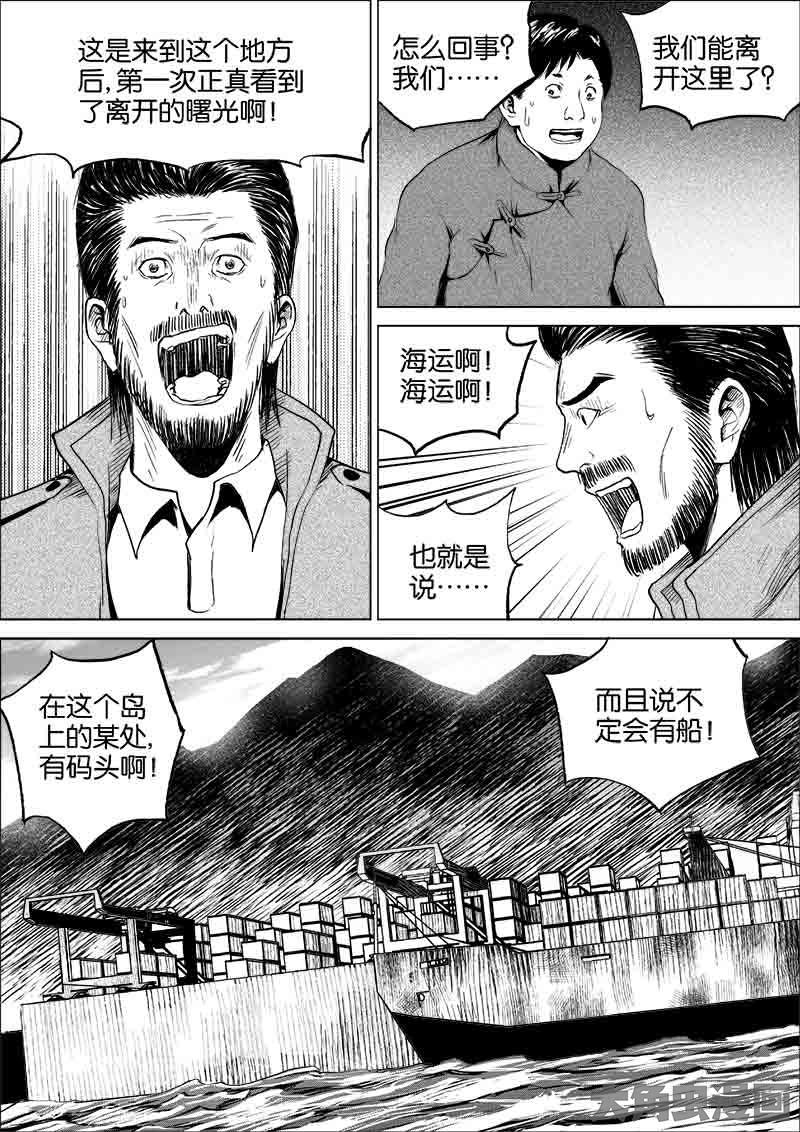 这是来到这个地方
后,第一次正真看到
了离开的曙光啊!
怎么回事?
我们……
我们能离
开这里了?
海运啊!
海运啊!
也就是
说……
在这个岛
上的某处,
有码头啊!
而且说不
定会有船!
大角虫漫画